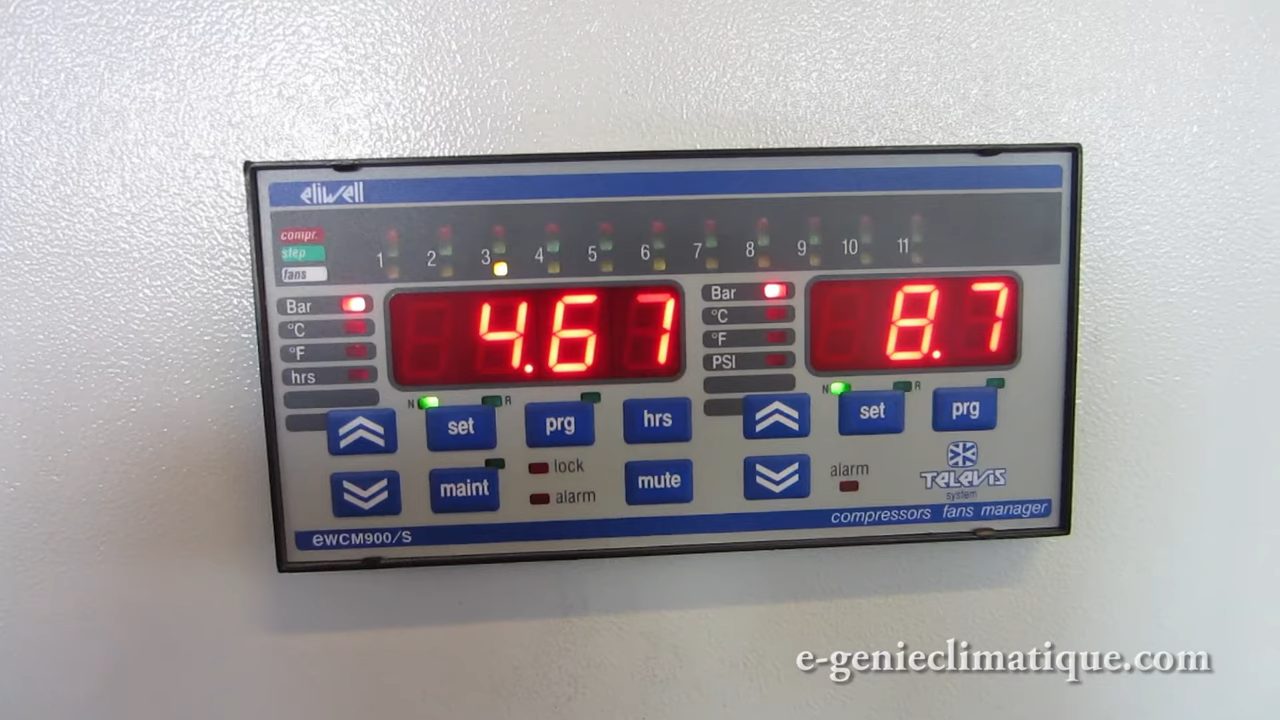 eliwell
compr.
step
fans
1 2 3 4 5 6 7 8 9 10 11
Bar
°C
°F
hrs
4.67
Bar
°C
°F
PSI
8.7
N R
set
prg
hrs
N R
set
prg
maint
lock
alarm
mute
alarm
TELEVIS
system
compressors fans manager
EWCM900/S
e-genieclimatique.com